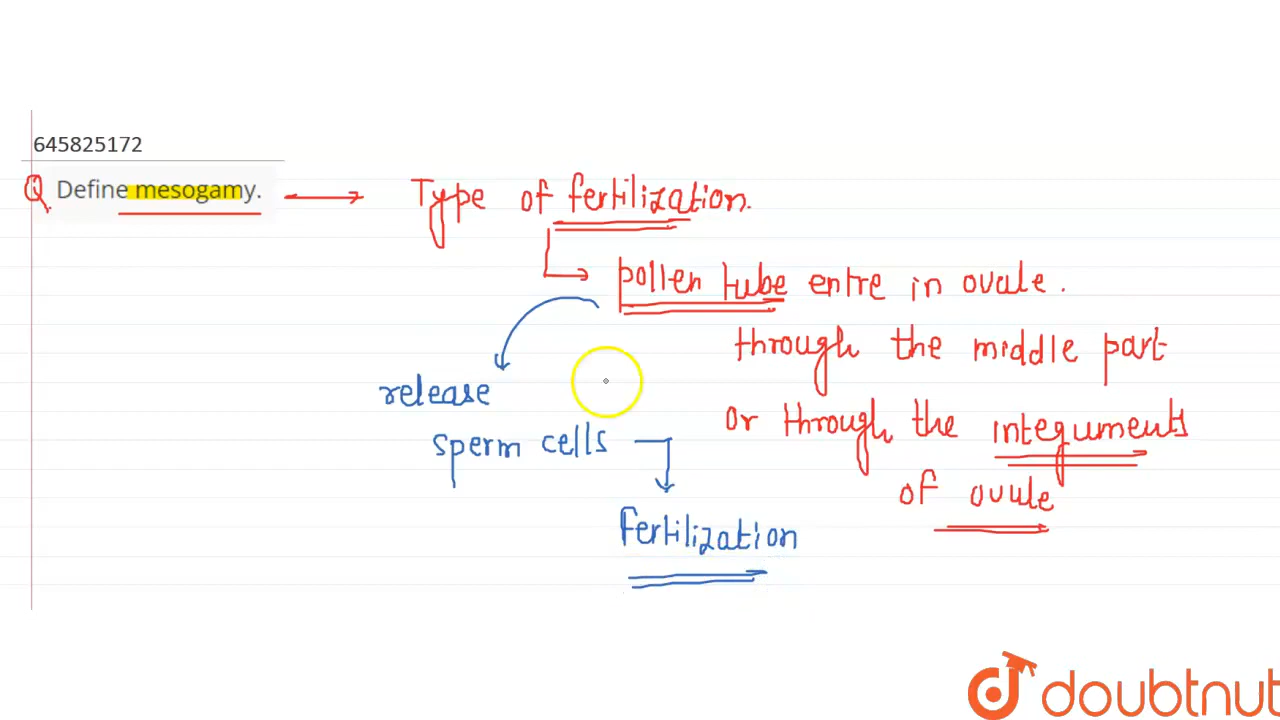 645825172
Q Define mesogamy.
Type of fertilization.
pollen tube entre in ovule.
through the middle part
or through the integuments
of ovule
release
sperm cells
Fertilization
doubtnut